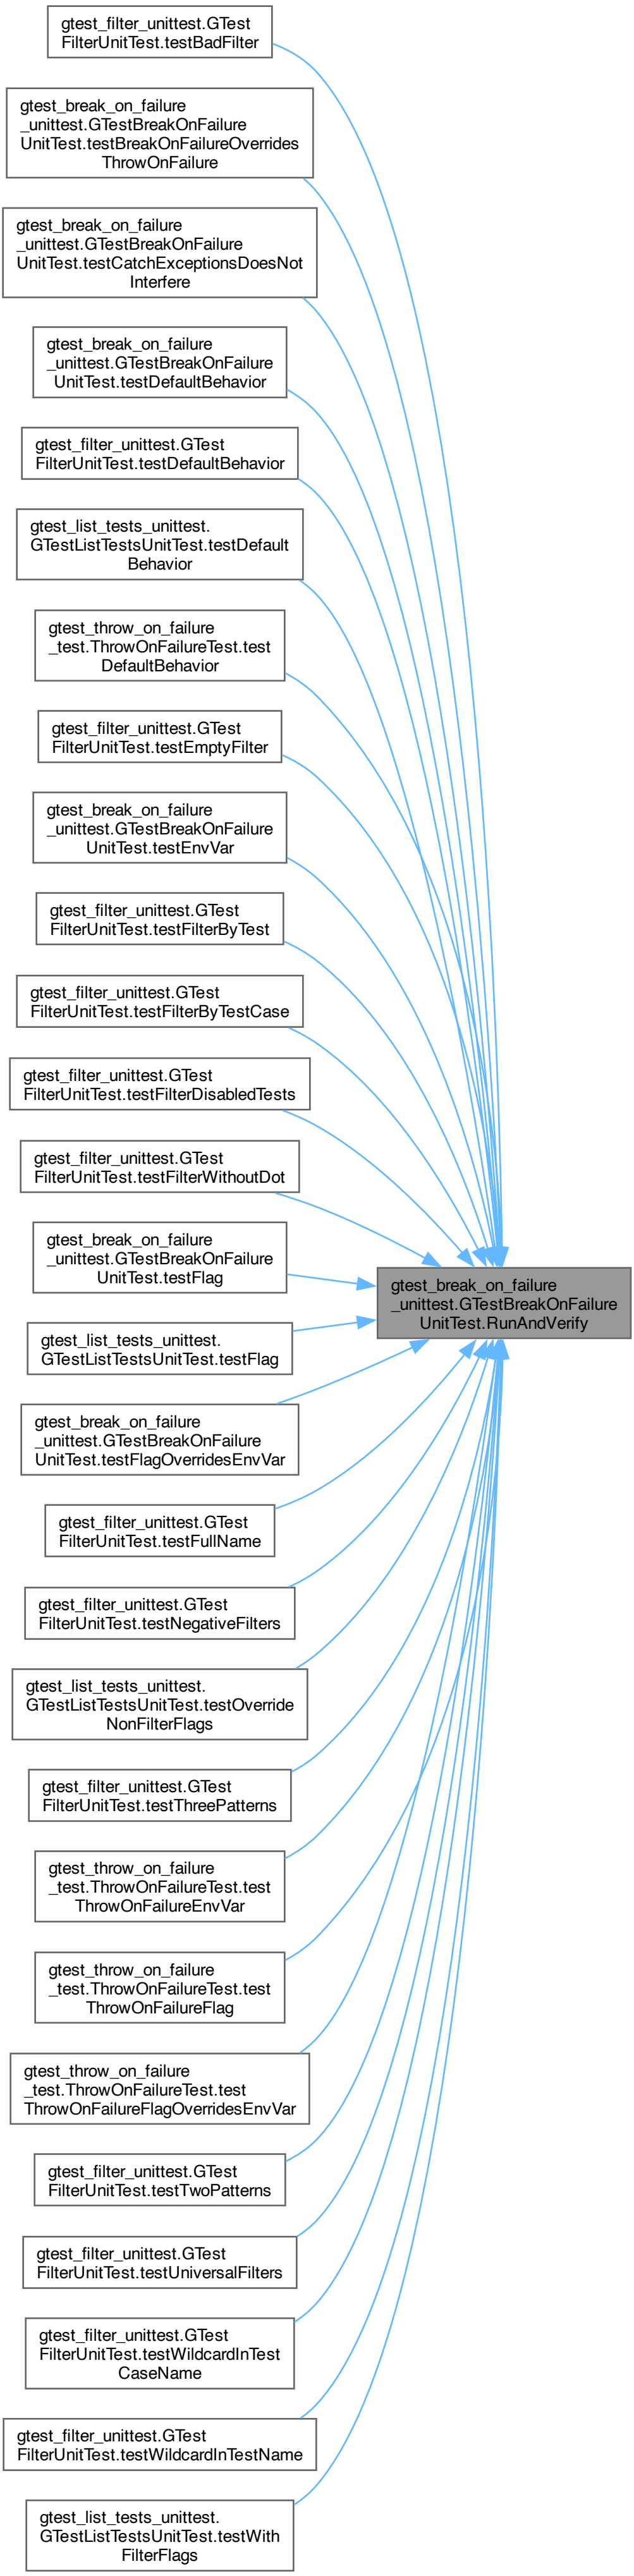 gtest_filter_unittest.GTest
FilterUnitTest.testBadFilter
gtest_break_on_failure
_unittest.GTestBreakOnFailure
UnitTest.testBreakOnFailureOverrides
ThrowOnFailure
gtest_break_on_failure
_unittest.GTestBreakOnFailure
UnitTest.testCatchExceptionsDoesNot
Interfere
gtest_break_on_failure
_unittest.GTestBreakOnFailure
UnitTest.testDefaultBehavior
gtest_filter_unittest.GTest
FilterUnitTest.testDefaultBehavior
gtest_list_tests_unittest.
GTestListTestsUnitTest.testDefault
Behavior
gtest_throw_on_failure
_test.ThrowOnFailureTest.test
DefaultBehavior
gtest_filter_unittest.GTest
FilterUnitTest.testEmptyFilter
gtest_break_on_failure
_unittest.GTestBreakOnFailure
UnitTest.testEnvVar
gtest_filter_unittest.GTest
FilterUnitTest.testFilterByTest
gtest_filter_unittest.GTest
FilterUnitTest.testFilterByTestCase
gtest_filter_unittest.GTest
FilterUnitTest.testFilterDisabledTests
gtest_filter_unittest.GTest
FilterUnitTest.testFilterWithoutDot
gtest_break_on_failure
_unittest.GTestBreakOnFailure
UnitTest.testFlag
gtest_break_on_failure
_unittest.GTestBreakOnFailure
UnitTest.RunAndVerify
gtest_list_tests_unittest.
GTestListTestsUnitTest.testFlag
gtest_break_on_failure
_unittest.GTestBreakOnFailure
UnitTest.testFlagOverridesEnvVar
gtest_filter_unittest.GTest
FilterUnitTest.testFullName
gtest_filter_unittest.GTest
FilterUnitTest.testNegativeFilters
gtest_list_tests_unittest.
GTestListTestsUnitTest.testOverride
NonFilterFlags
gtest_filter_unittest.GTest
FilterUnitTest.testThreePatterns
gtest_throw_on_failure
_test.ThrowOnFailureTest.test
ThrowOnFailureEnvVar
gtest_throw_on_failure
_test.ThrowOnFailureTest.test
ThrowOnFailureFlag
gtest_throw_on_failure
_test.ThrowOnFailureTest.test
ThrowOnFailureFlagOverridesEnvVar
gtest_filter_unittest.GTest
FilterUnitTest.testTwoPatterns
gtest_filter_unittest.GTest
FilterUnitTest.testUniversalFilters
gtest_filter_unittest.GTest
FilterUnitTest.testWildcardInTest
CaseName
gtest_filter_unittest.GTest
FilterUnitTest.testWildcardInTestName
gtest_list_tests_unittest.
GTestListTestsUnitTest.testWith
FilterFlags